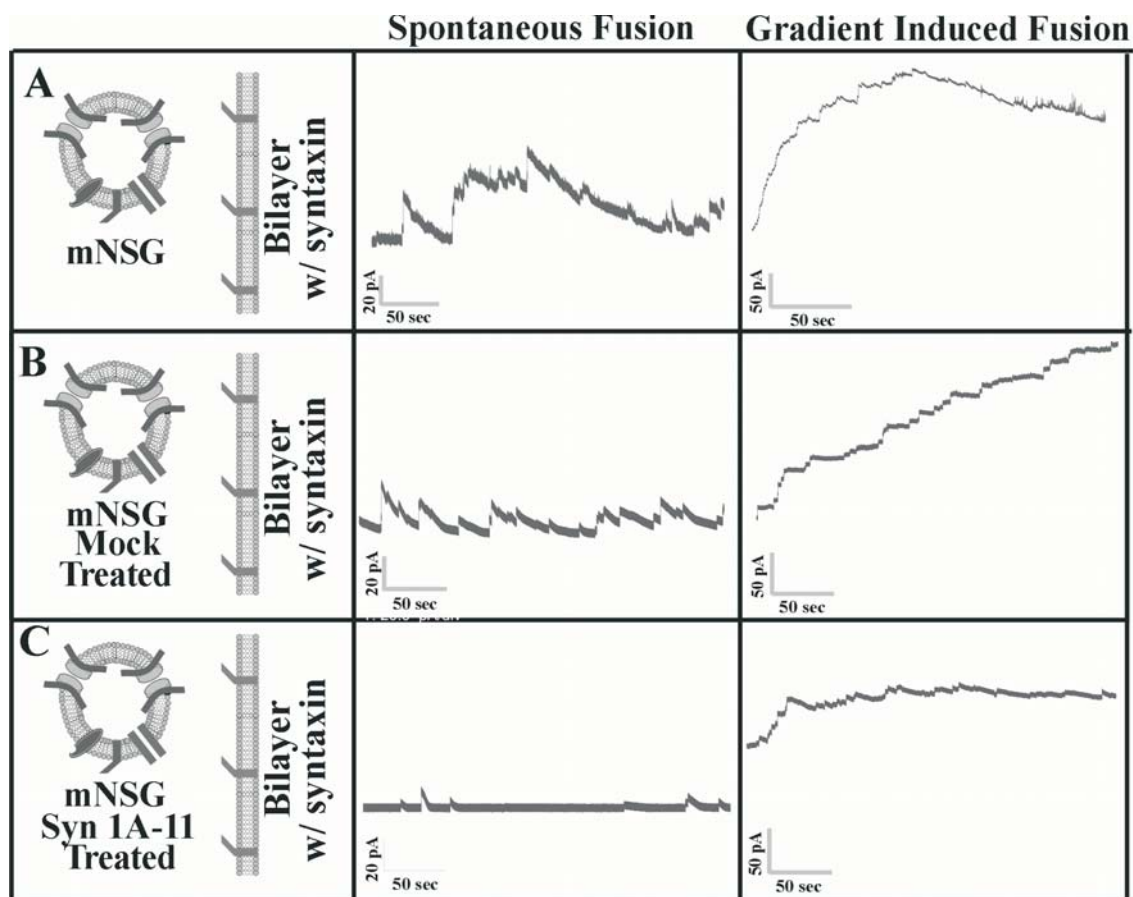 Spontaneous Fusion
Gradient Induced Fusion
A
mNSG
Bilayer
w/ syntaxin
20 pA
50 sec
50 pA
50 sec
B
mNSG
Mock
Treated
Bilayer
w/ syntaxin
20 pA
50 sec
50 pA
50 sec
C
mNSG
Syn 1A-11
Treated
Bilayer
w/ syntaxin
20 pA
50 sec
50 pA
50 sec